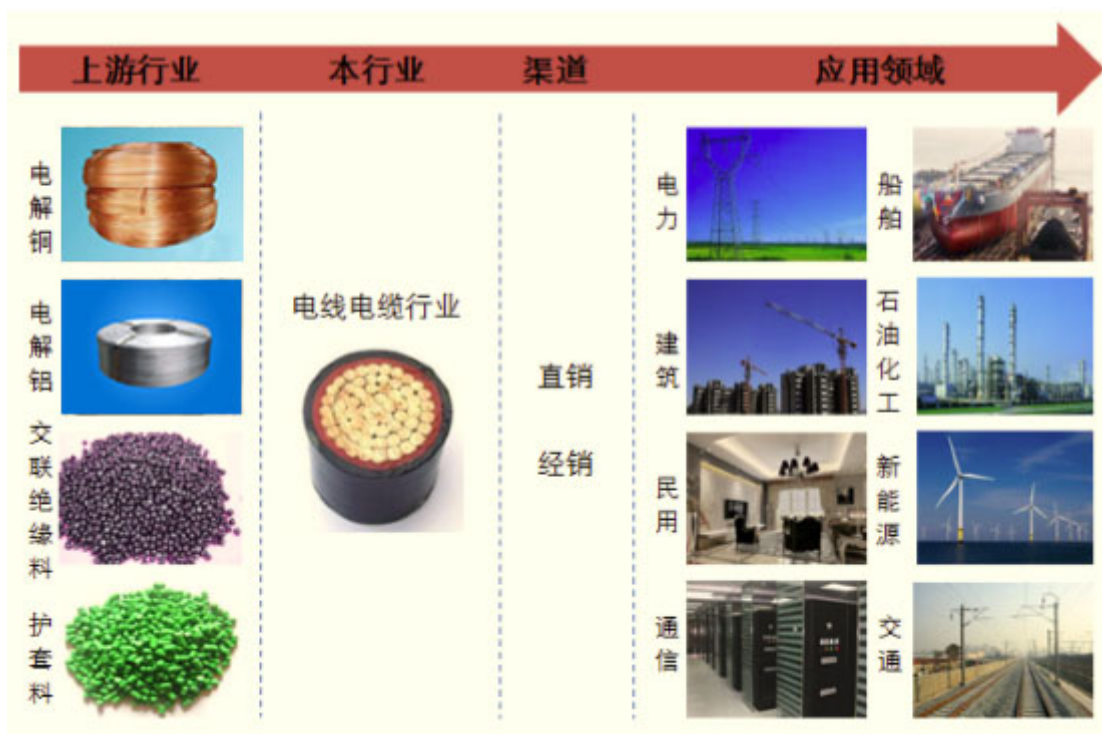 上游行业
本行业
渠道
应用领域
电解铜
电解铝
交联绝缘料
护套料
电线电缆行业
直销
经销
电力
船舶
建筑
石油化工
民用
新能源
通信
交通